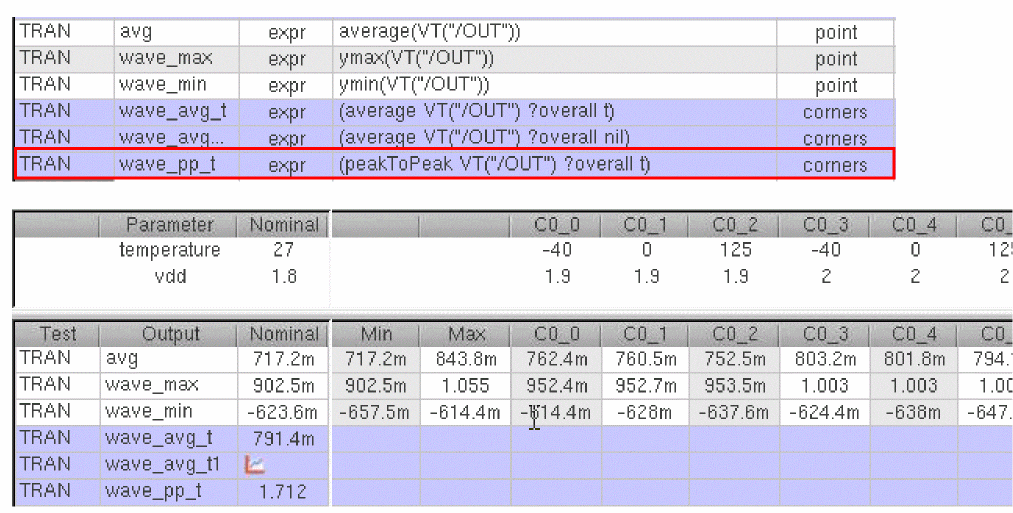 TRAN avg expr average(VT("/OUT")) point
TRAN wave_max expr ymax(VT("/OUT")) point
TRAN wave_min expr ymin(VT("/OUT")) point
TRAN wave_avg_t expr (average VT("/OUT") ?overall t) corners
TRAN wave_avg... expr (average VT("/OUT") ?overall nil) corners
TRAN wave_pp_t expr (peakToPeak VT("/OUT") ?overall t) corners
Parameter Nominal C0_0 C0_1 C0_2 C0_3 C0_4 C0_
temperature 27 -40 0 125 -40 0 12
vdd 1.8 1.9 1.9 1.9 2 2 2
Test Output Nominal Min Max C0_0 C0_1 C0_2 C0_3 C0_4 C0_
TRAN avg 717.2m 717.2m 843.8m 762.4m 760.5m 752.5m 803.2m 801.8m 794.
TRAN wave_max 902.5m 902.5m 1.055 952.4m 952.7m 953.5m 1.003 1.003 1.00
TRAN wave_min -623.6m -657.5m -614.4m -614.4m -628m -637.6m -624.4m -638m -647.
TRAN wave_avg_t 791.4m
TRAN wave_avg_t1
TRAN wave_pp_t 1.712